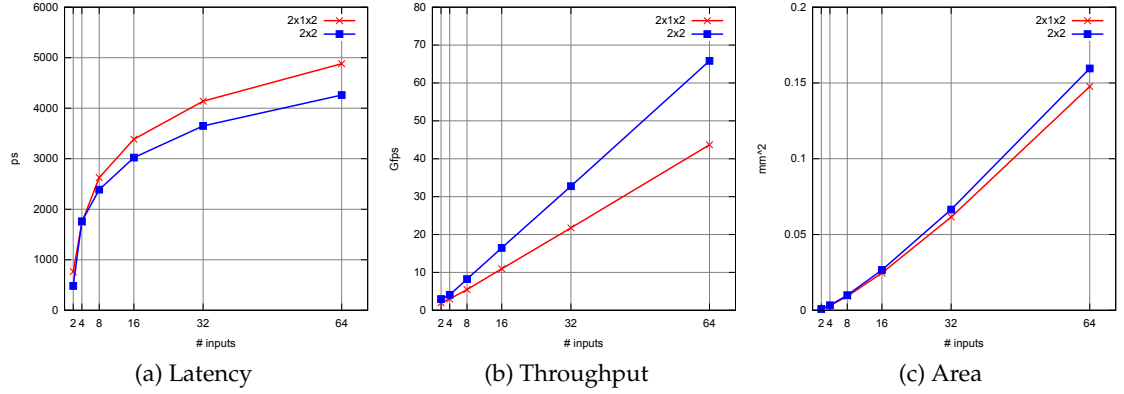 6000
5000
4000
3000
2000
1000
0
ps
2 4 8 16 32 64
# inputs
2x1x2
2x2
(a) Latency
80
70
60
50
40
30
20
10
0
Gfps
2 4 8 16 32 64
# inputs
2x1x2
2x2
(b) Throughput
0.2
0.15
0.1
0.05
0
mm^2
2 4 8 16 32 64
# inputs
2x1x2
2x2
(c) Area